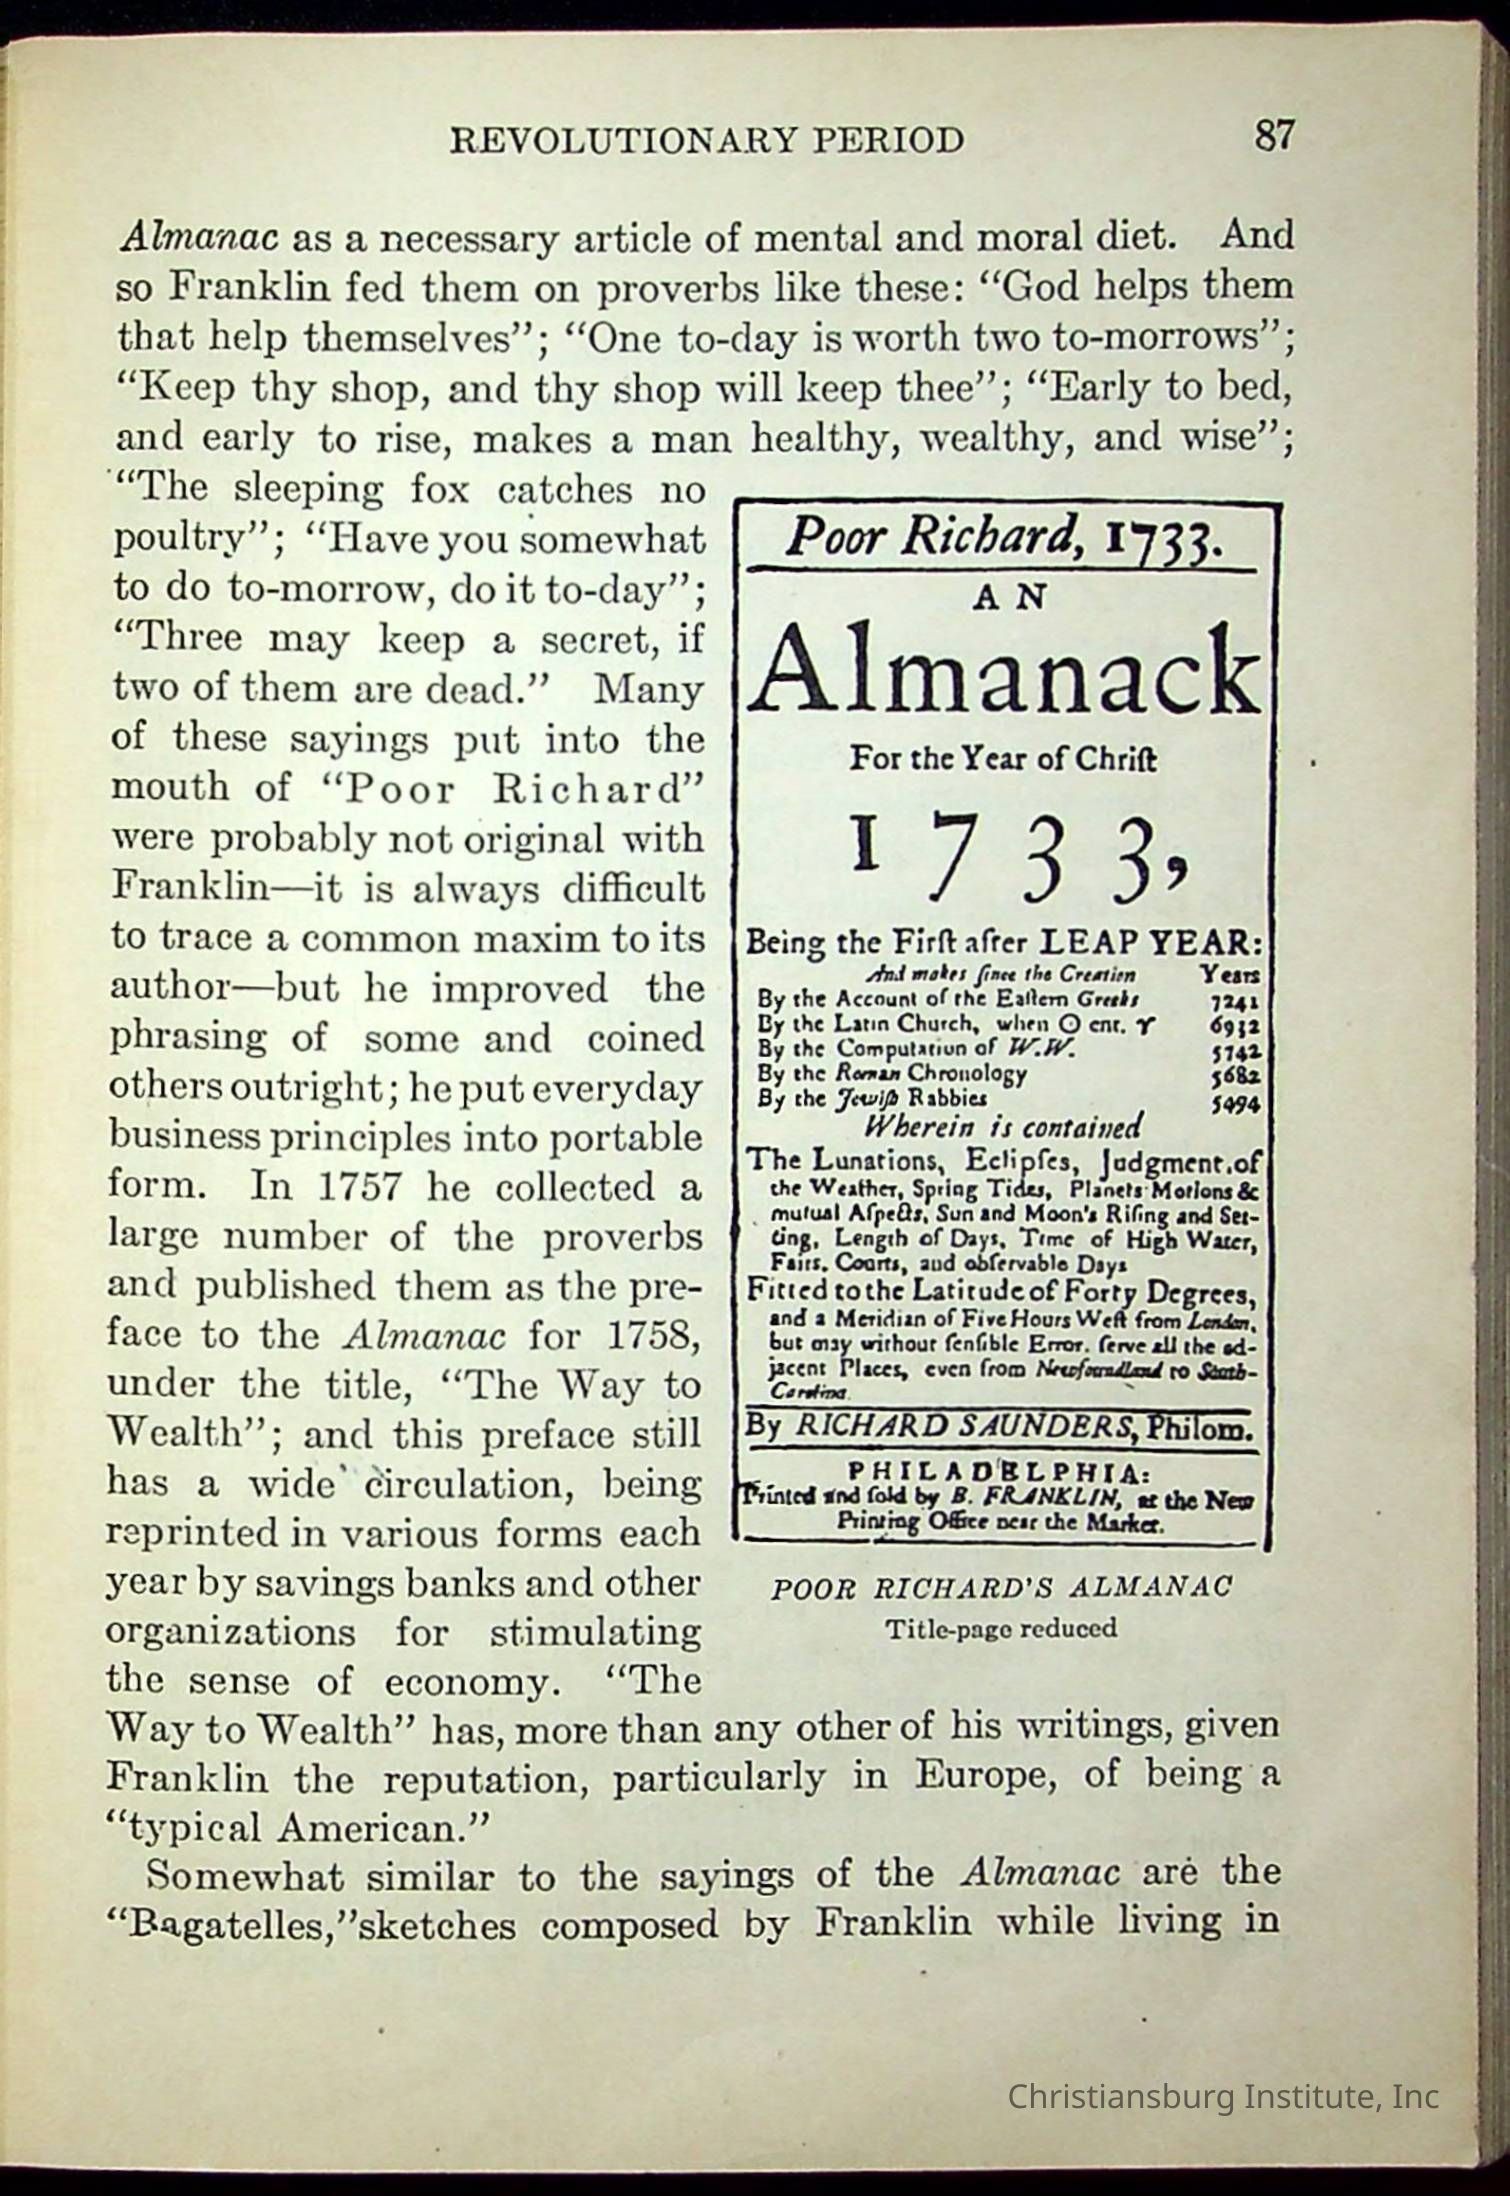 REVOLUTIONARY PERIOD 87
Almanac as a necessary article of mental and moral diet. And
so Franklin fed them on proverbs like these: “God helps them
that help themselves”; “One to-day is worth two to-morrows”;
“Keep thy shop, and thy shop will keep thee”; “Early to bed,
and early to rise, makes a man healthy, wealthy, and wise”;
“The sleeping fox catches no
poultry”; “Have you somewhat
to do to-morrow, do it to-day”;
“Three may keep a secret, if
two of them are dead.” Many
of these sayings put into the
mouth of “Poor Richard”
were probably not original with
Franklin—it is always difficult
to trace a common maxim to its
author—but he improved the
phrasing of some and coined
others outright; he put everyday
business principles into portable
form. In 1757 he collected a
large number of the proverbs
and published them as the pre-
face to the Almanac for 1758,
under the title, “The Way to
Wealth”; and this preface still
has a wide circulation, being
reprinted in various forms each
year by savings banks and other
organizations for stimulating
the sense of economy. “The
Poor Richard, 1733.
AN
Almanack
For the Year of Chriſt
1733,
Being the Firſt after LEAP YEAR:
And makes ſince the Creation Years
By the Account of the Eaſtern Greeks 7241
By the Latin Church, when ☉ ent. ♈ 6932
By the Computation of W.W. 5742
By the Roman Chronology 5682
By the Jewiſh Rabbies 5494
Wherein is contained
The Lunations, Eclipſes, Judgment of
the Weather, Spring Tides, Planets Motions &
mutual Aſpects, Sun and Moon's Riſing and Set-
ting, Length of Days, Time of High Water,
Fairs, Courts, and obſervable Days
Fitted to the Latitude of Forty Degrees,
and a Meridian of Five Hours Weſt from London,
but may without ſenſible Error, ſerve all the ad-
jacent Places, even from Newfoundland to South-
Carolina.
By RICHARD SAUNDERS, Philom.
PHILADELPHIA:
Printed and ſold by B. FRANKLIN, at the New
Printing Office near the Market.
POOR RICHARD'S ALMANAC
Title-page reduced
Way to Wealth” has, more than any other of his writings, given
Franklin the reputation, particularly in Europe, of being a
“typical American.”
Somewhat similar to the sayings of the Almanac are the
“Bagatelles,” sketches composed by Franklin while living in
Christiansburg Institute, Inc